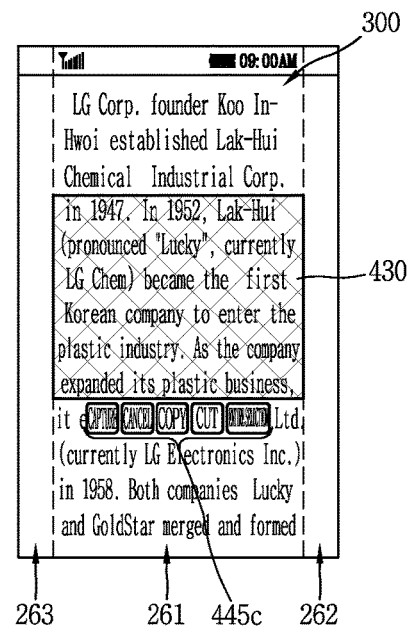 09:00AM
300
LG Corp. founder Koo In-
Hwoi established Lak-Hui
Chemical Industrial Corp.
in 1947. In 1952, Lak-Hui
(pronounced "Lucky", currently
LG Chem) became the first
430
Korean company to enter the
plastic industry. As the company
expanded its plastic business,
it e CAPTURE CANCEL COPY CUT Ltd.
(currently LG Electronics Inc.)
in 1958. Both companies Lucky
and GoldStar merged and formed
263 261 445c 262